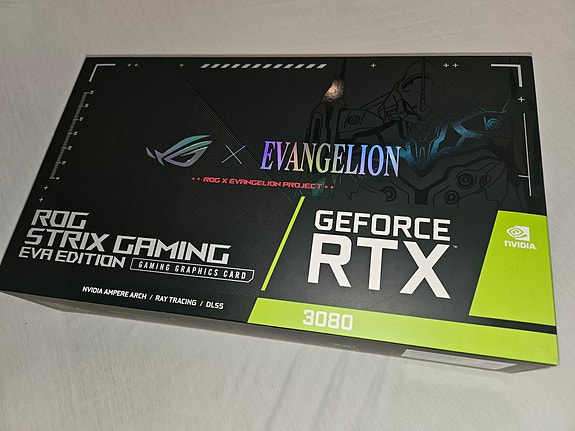 ROG × EVANGELION
ROG X EVANGELION PROJECT
ROG
STRIX GAMING
EVA EDITION
GAMING GRAPHICS CARD
NVIDIA AMPERE ARCH / RAY TRACING / DLSS
GEFORCE
RTX™
3080
NVIDIA